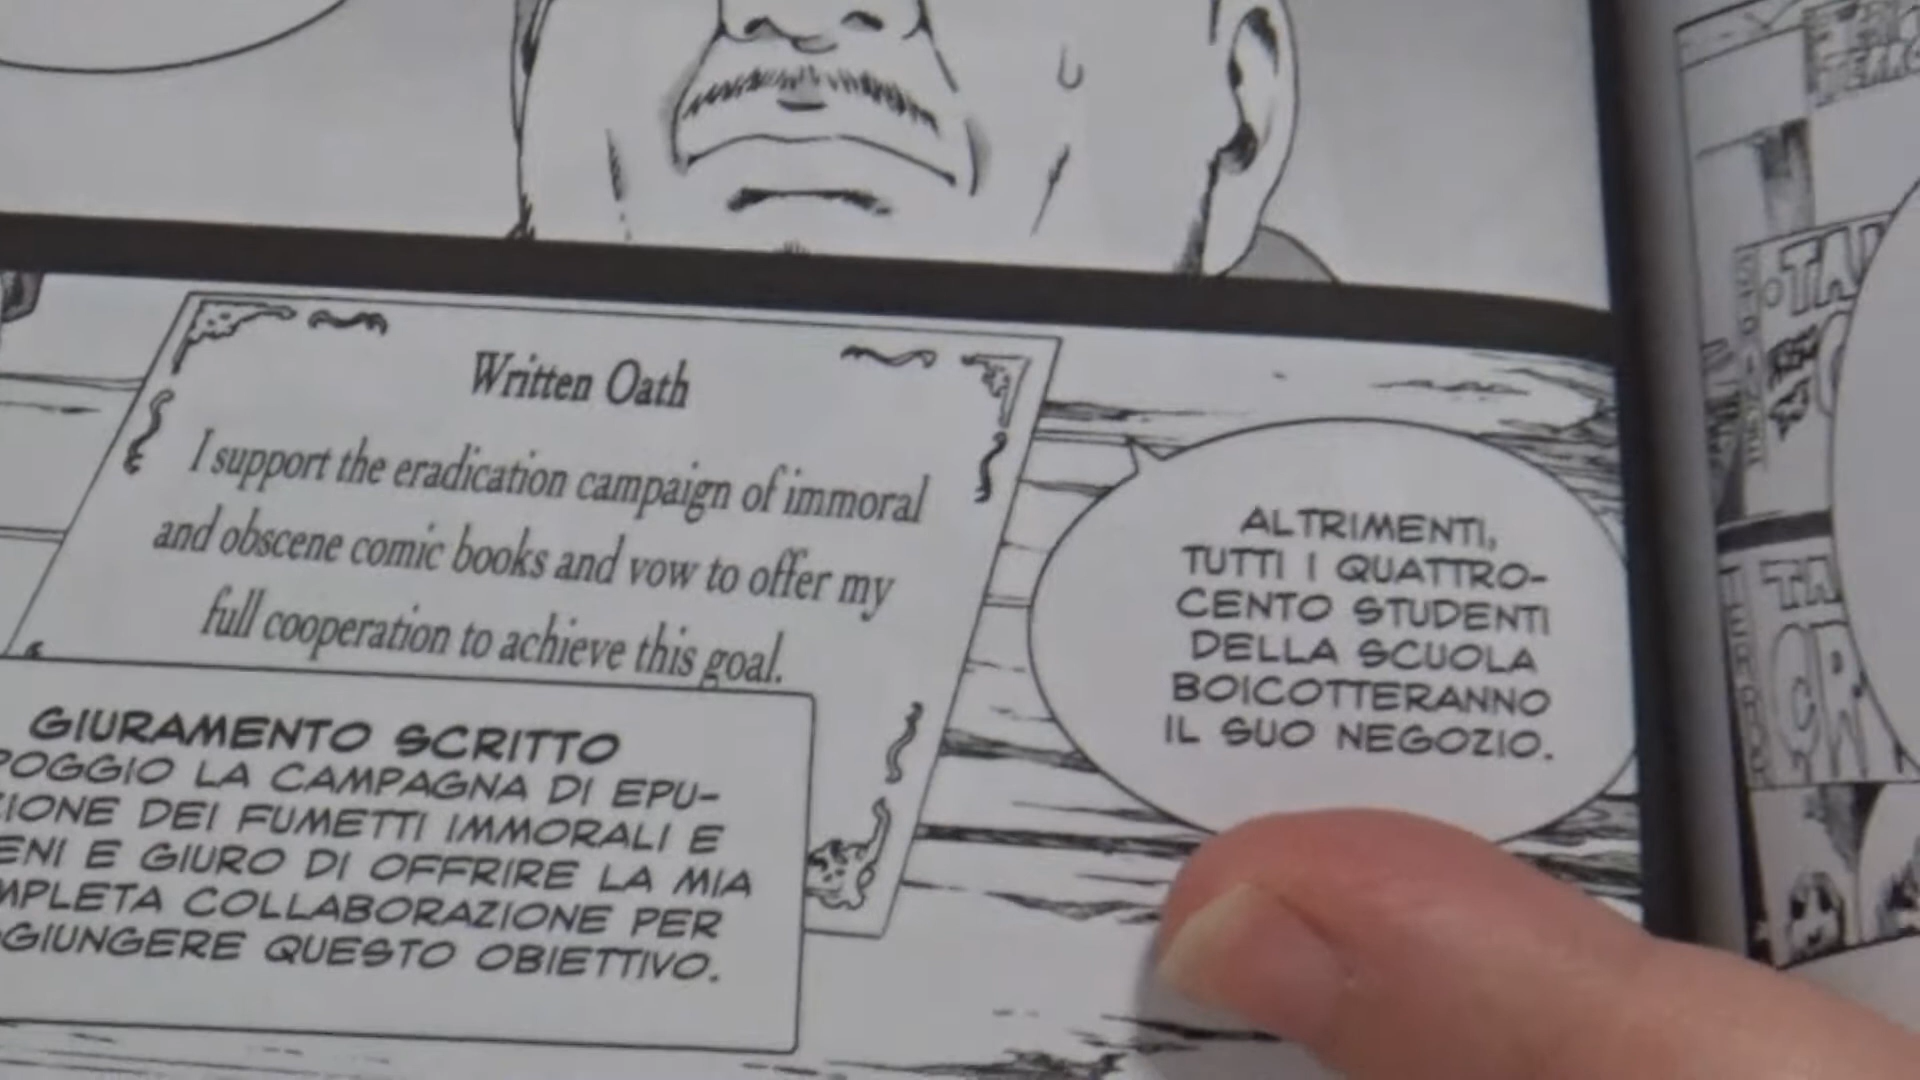 Written Oath
I support the eradication campaign of immoral
and obscene comic books and vow to offer my
full cooperation to achieve this goal.
GIURAMENTO SCRITTO
LA CAMPAGNA DI EPU-
DEI FUMETTI IMMORALI E
E GIURO DI OFFRIRE LA MIA
COLLABORAZIONE PER
QUESTO OBIETTIVO.
ALTRIMENTI,
TUTTI I QUATTRO-
CENTO STUDENTI
DELLA SCUOLA
BOICOTTERANNO
IL SUO NEGOZIO.